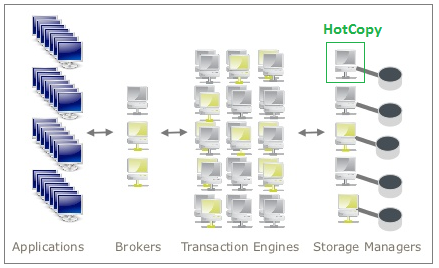 HotCopy
Applications
Brokers
Transaction Engines
Storage Managers